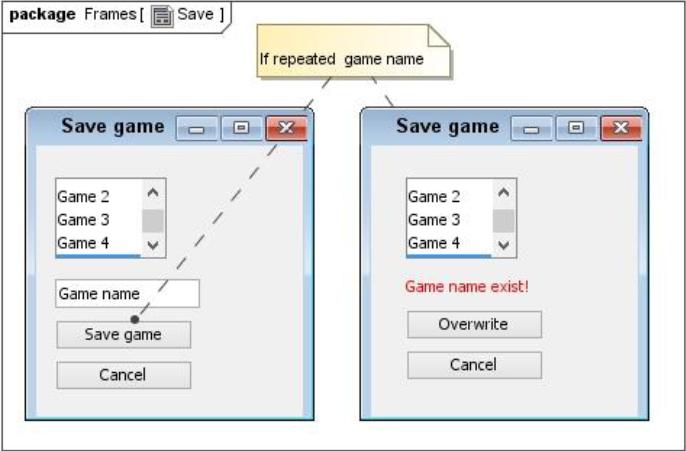 package Frames[ Save ]
If repeated game name
Save game
Game 2
Game 3
Game 4
Game name
Save game
Cancel
Save game
Game 2
Game 3
Game 4
Game name exist!
Overwrite
Cancel